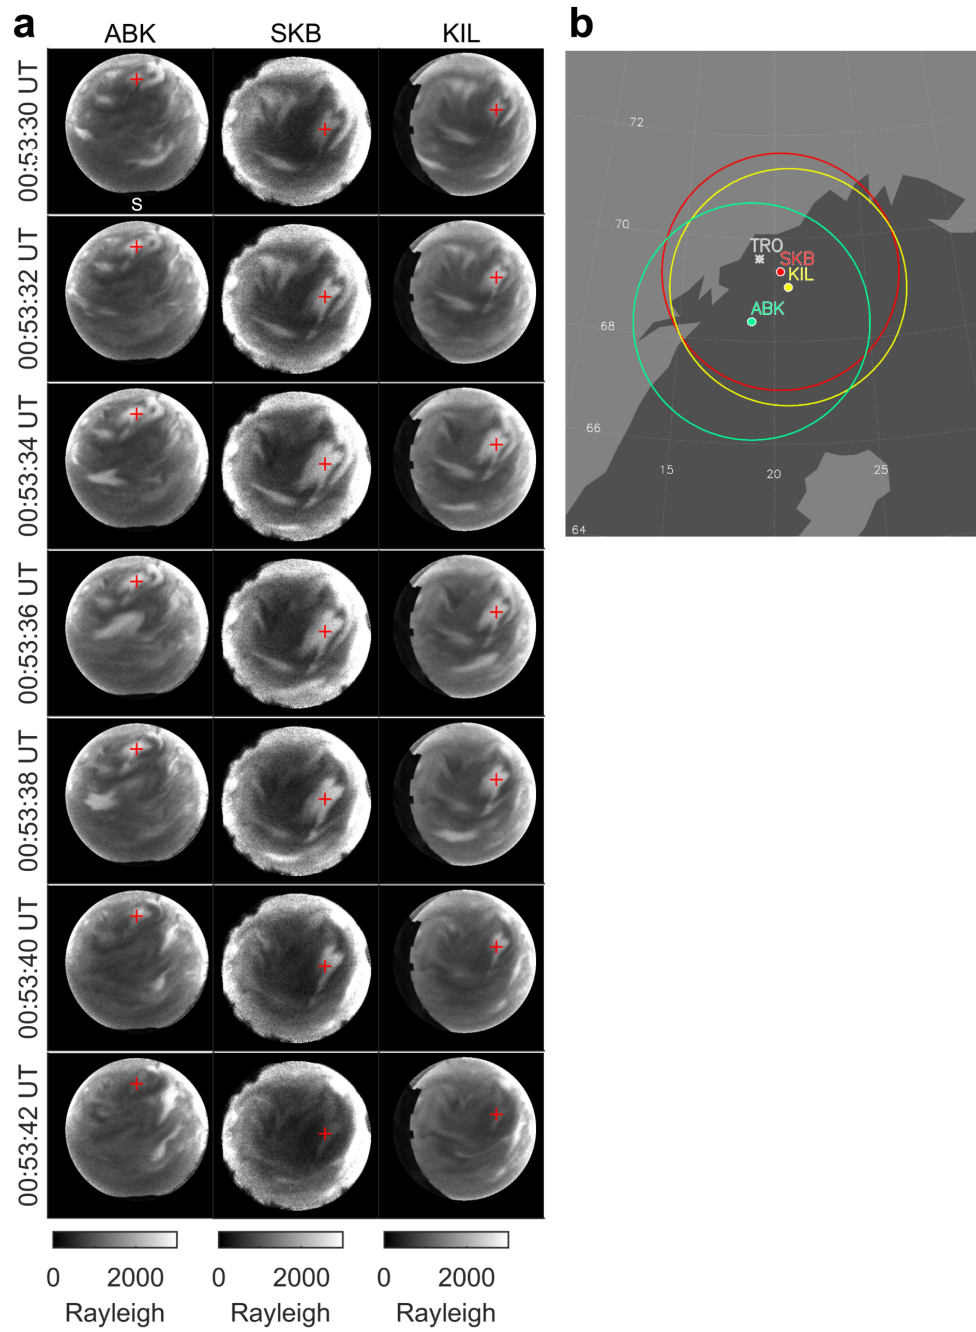 a
b
ABK SKB KIL
00:53:30 UT
S
00:53:32 UT
00:53:34 UT
00:53:36 UT
00:53:38 UT
00:53:40 UT
00:53:42 UT
0 2000 0 2000 0 2000
Rayleigh Rayleigh Rayleigh
72
70
TRO
SKB
KIL
ABK
68
66
15 20 25
64